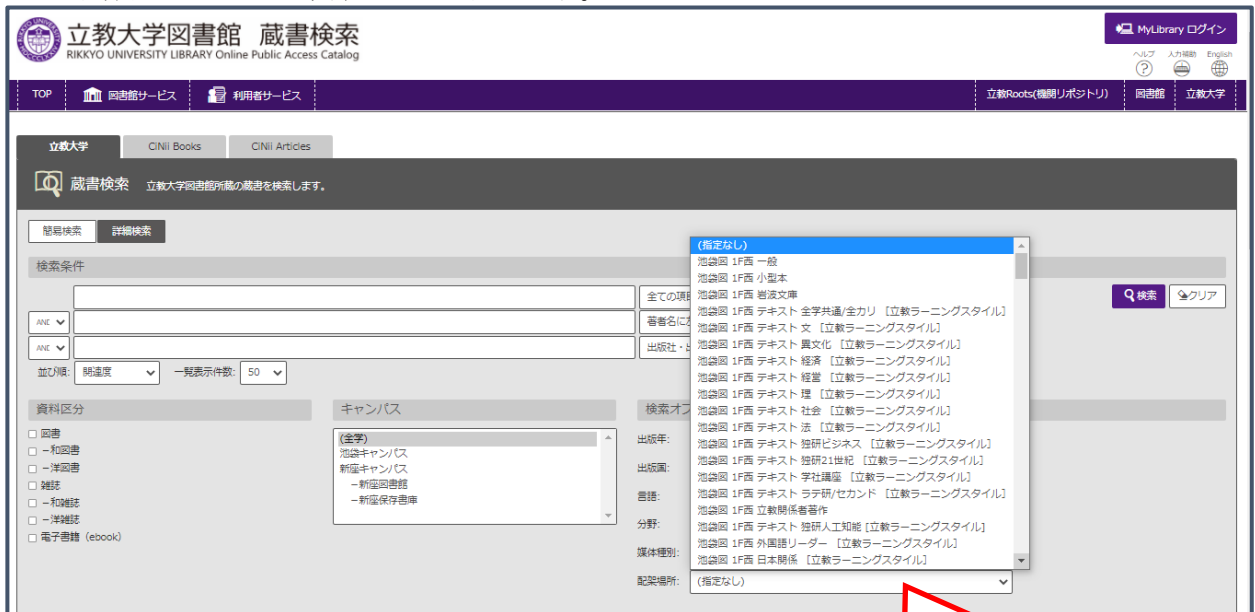 立教大学図書館 蔵書検索
RIKKYO UNIVERSITY LIBRARY Online Public Access Catalog
MyLibrary ログイン
ヘルプ 入力補助 English
TOP 図書館サービス 利用者サービス 立教Roots(機関リポジトリ) 図書館 立教大学
立教大学 CiNii Books CiNii Articles
蔵書検索 立教大学図書館所蔵の蔵書を検索します。
簡易検索 詳細検索
検索条件
全ての項
検索 クリア
AND 著者名に
AND 出版社・
並び順: 関連度 一覧表示件数: 50
資料区分
□ 図書
□ －和図書
□ －洋図書
□ 雑誌
□ －和雑誌
□ －洋雑誌
□ 電子書籍（ebook）
キャンパス
(全学)
池袋キャンパス
新座キャンパス
－新座図書館
－新座保存書庫
検索オ
出版年:
出版国:
言語:
分野:
媒体種別:
配架場所: (指定なし)
(指定なし)
池袋図 1F西 一般
池袋図 1F西 小型本
池袋図 1F西 岩波文庫
池袋図 1F西 テキスト 全学共通/全カリ ［立教ラーニングスタイル］
池袋図 1F西 テキスト 文 ［立教ラーニングスタイル］
池袋図 1F西 テキスト 異文化 ［立教ラーニングスタイル］
池袋図 1F西 テキスト 経済 ［立教ラーニングスタイル］
池袋図 1F西 テキスト 経営 ［立教ラーニングスタイル］
池袋図 1F西 テキスト 理 ［立教ラーニングスタイル］
池袋図 1F西 テキスト 社会 ［立教ラーニングスタイル］
池袋図 1F西 テキスト 法 ［立教ラーニングスタイル］
池袋図 1F西 テキスト 独研ビジネス ［立教ラーニングスタイル］
池袋図 1F西 テキスト 独研21世紀 ［立教ラーニングスタイル］
池袋図 1F西 テキスト 学社講座 ［立教ラーニングスタイル］
池袋図 1F西 テキスト ラテ研/セカンド ［立教ラーニングスタイル］
池袋図 1F西 立教関係者著作
池袋図 1F西 テキスト 独研人工知能 [立教ラーニングスタイル]
池袋図 1F西 外国語リーダー ［立教ラーニングスタイル］
池袋図 1F西 日本関係 ［立教ラーニングスタイル］